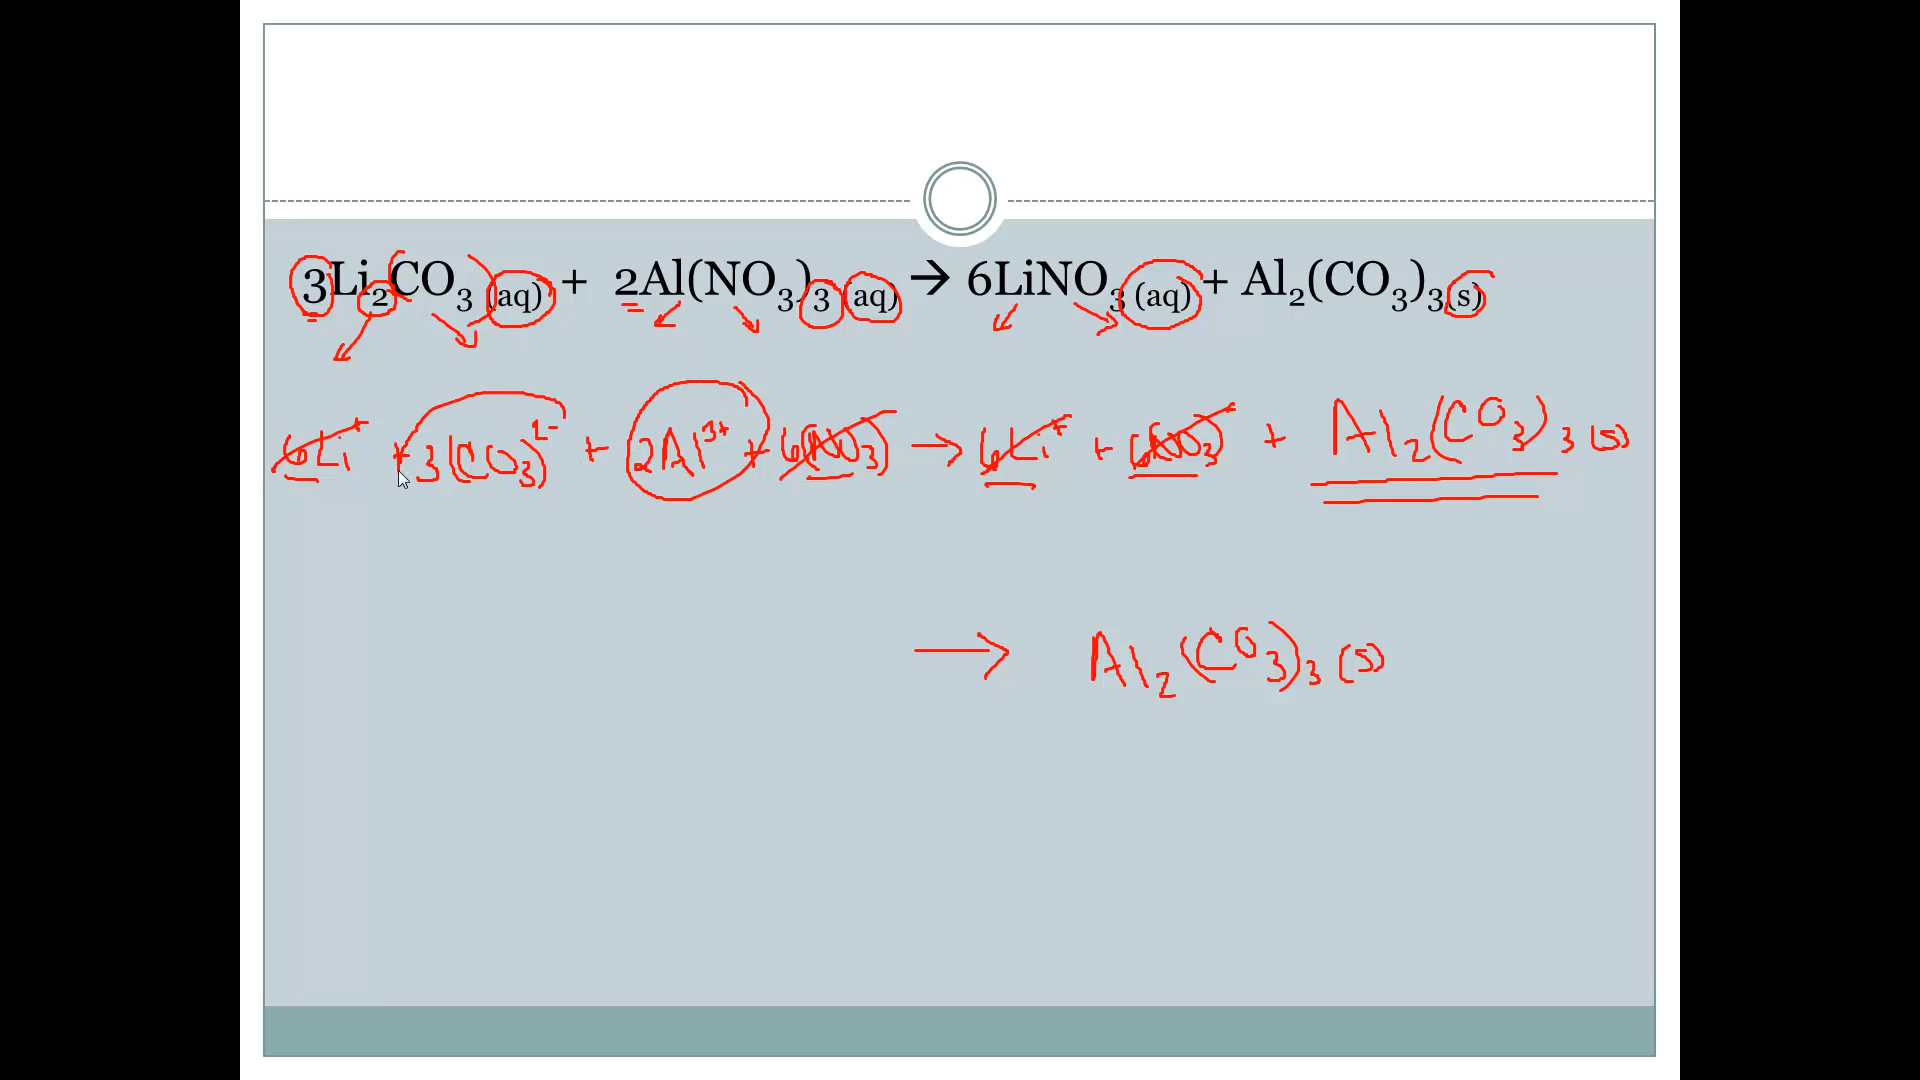 3Li₂CO₃ (aq) + 2Al(NO₃)₃ (aq) → 6LiNO₃ (aq) + Al₂(CO₃)₃(s)
6Li⁺ + 3(CO₃)²⁻ + 2Al³⁺ + 6(NO₃) → 6Li⁺ + 6(NO₃) + Al₂(CO₃)₃ (s)
→ Al₂(CO₃)₃ (s)